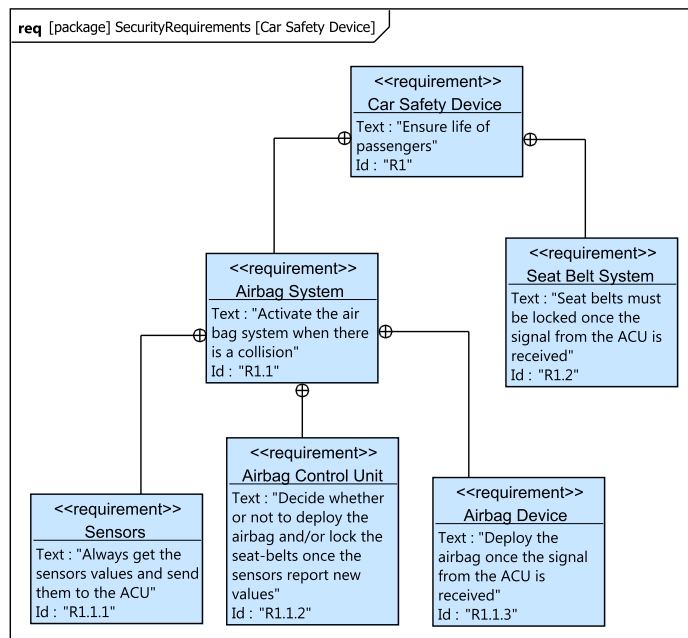 req [package] SecurityRequirements [Car Safety Device]
<<requirement>>
Car Safety Device
Text : "Ensure life of
passengers"
Id : "R1"
<<requirement>>
Airbag System
Text : "Activate the air
bag system when there
is a collision"
Id : "R1.1"
<<requirement>>
Seat Belt System
Text : "Seat belts must
be locked once the
signal from the ACU is
received"
Id : "R1.2"
<<requirement>>
Sensors
Text : "Always get the
sensors values and send
them to the ACU"
Id : "R1.1.1"
<<requirement>>
Airbag Control Unit
Text : "Decide whether
or not to deploy the
airbag and/or lock the
seat-belts once the
sensors report new
values"
Id : "R1.1.2"
<<requirement>>
Airbag Device
Text : "Deploy the
airbag once the signal
from the ACU is
received"
Id : "R1.1.3"